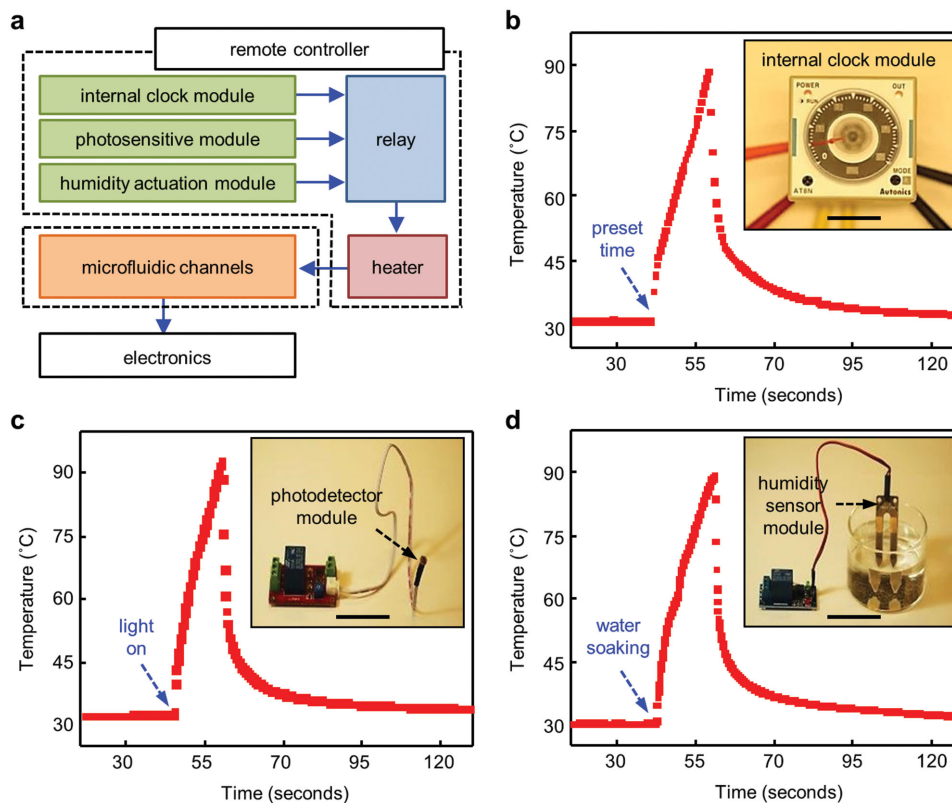 a
remote controller
internal clock module
photosensitive module
humidity actuation module
relay
microfluidic channels
heater
electronics
b
Temperature (°C)
90
75
60
45
30
preset
time
internal clock module
POWER
OUT
RUN
0
MODE
AT8N
Autonics
30
55
70
95
120
Time (seconds)
c
Temperature (°C)
90
75
60
45
30
light
on
photodetector
module
30
55
70
95
120
Time (seconds)
d
Temperature (°C)
90
75
60
45
30
water
soaking
humidity
sensor
module
30
55
70
95
120
Time (seconds)